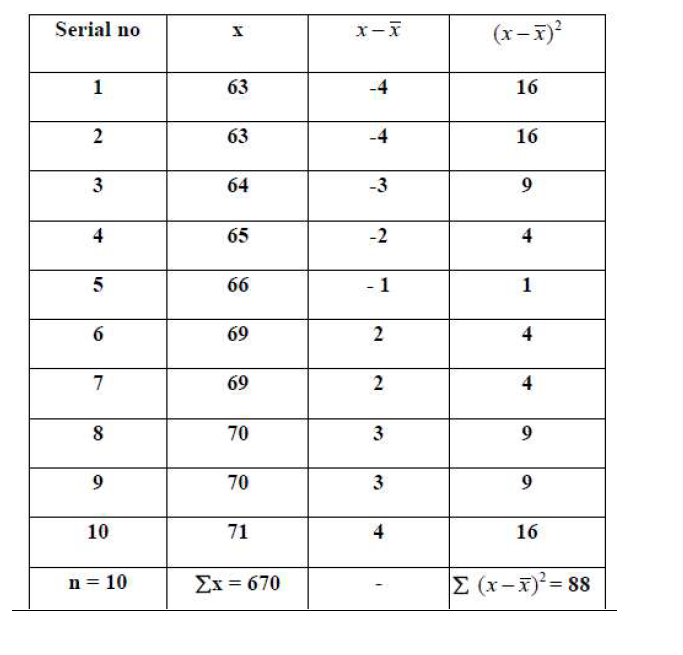 Serial no x x – x̅ (x – x̅)²
1 63 -4 16
2 63 -4 16
3 64 -3 9
4 65 -2 4
5 66 - 1 1
6 69 2 4
7 69 2 4
8 70 3 9
9 70 3 9
10 71 4 16
n = 10 ∑x = 670 - ∑ (x – x̅)² = 88